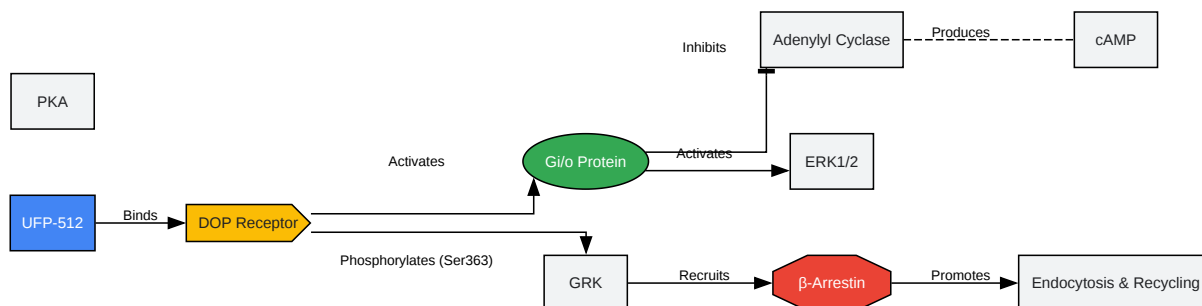 Adenylyl Cyclase
Produces
cAMP
Inhibits
PKA
Activates
Gi/o Protein
Activates
ERK1/2
UFP-512
Binds
DOP Receptor
Phosphorylates (Ser363)
GRK
Recruits
β-Arrestin
Promotes
Endocytosis & Recycling